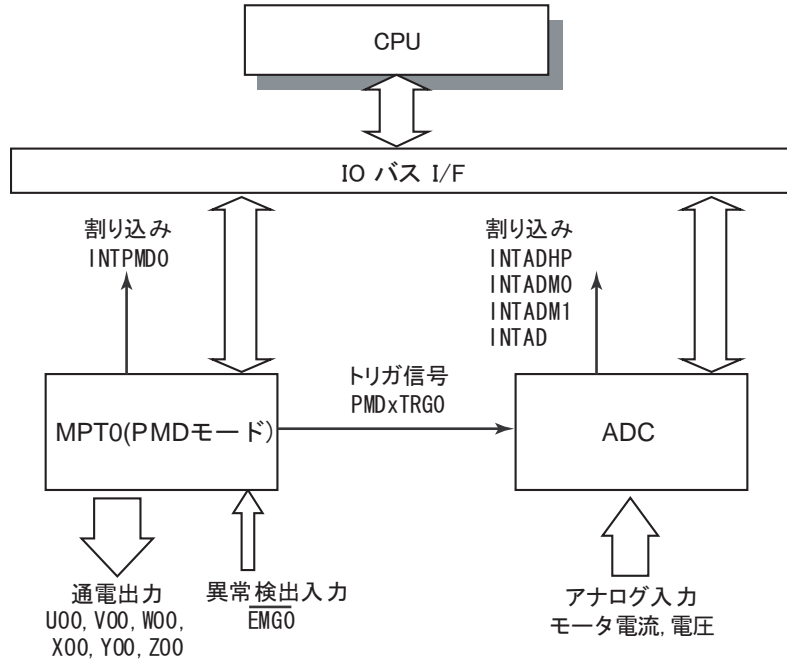 CPU
IO バス I/F
割り込み
INTPMD0
割り込み
INTADHP
INTADM0
INTADM1
INTAD
トリガ信号
PMDxTRG0
MPT0(PMDモード)
ADC
通電出力
U00, V00, W00,
X00, Y00, Z00
異常検出入力
EMG0
アナログ入力
モータ電流, 電圧